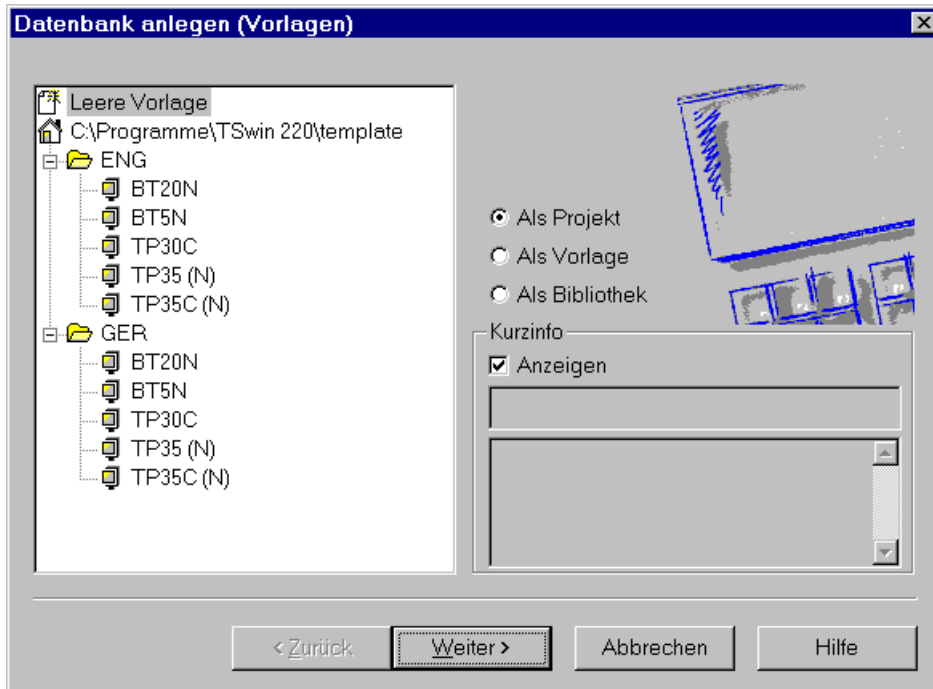 Datenbank anlegen (Vorlagen)
Leere Vorlage
C:\Programme\TSwin 220\template
ENG
BT20N
BT5N
TP30C
TP35 (N)
TP35C (N)
GER
BT20N
BT5N
TP30C
TP35 (N)
TP35C (N)
Als Projekt
Als Vorlage
Als Bibliothek
Kurzinfo
Anzeigen
< Zurück
Weiter >
Abbrechen
Hilfe